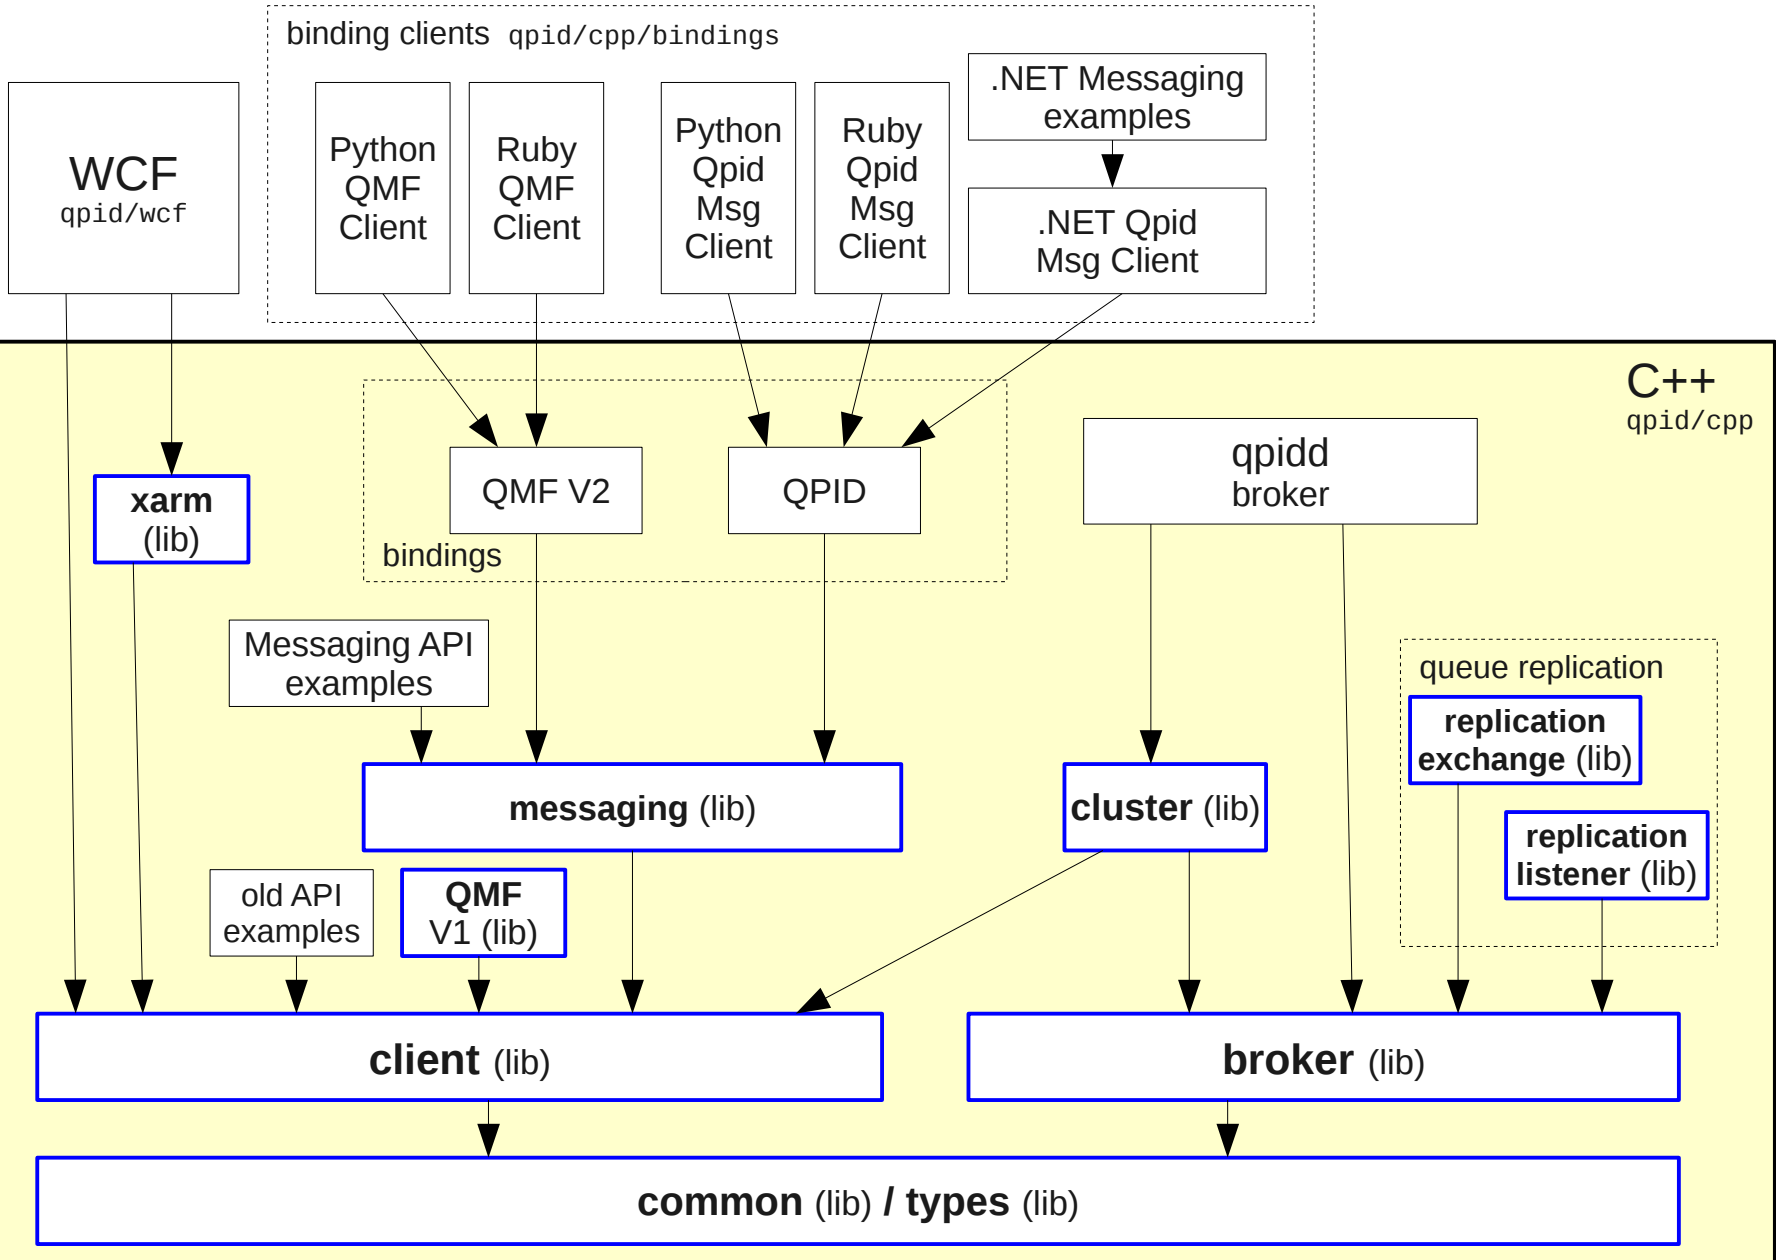 binding clients qpid/cpp/bindings
WCF
qpid/wcf
Python
QMF
Client
Ruby
QMF
Client
Python
Qpid
Msg
Client
Ruby
Qpid
Msg
Client
.NET Messaging
examples
.NET Qpid
Msg Client
C++
qpid/cpp
xarm
(lib)
QMF V2
QPID
bindings
qpidd
broker
Messaging API
examples
queue replication
replication
exchange (lib)
messaging (lib)
cluster (lib)
replication
listener (lib)
old API
examples
QMF
V1 (lib)
client (lib)
broker (lib)
common (lib) / types (lib)